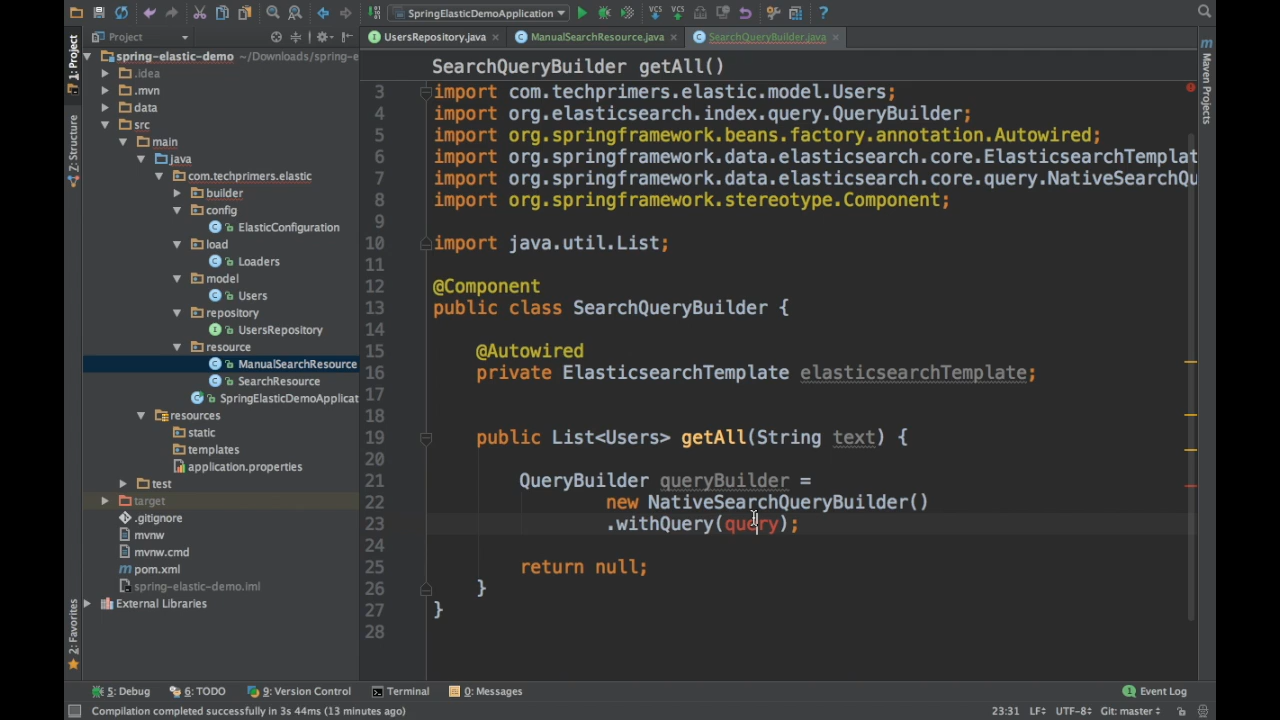 SpringElasticDemoApplication
Project
UsersRepository.java
ManualSearchResource.java
SearchQueryBuilder.java
1: Project
Z: Structure
2: Favorites
Maven Projects
spring-elastic-demo ~/Downloads/spring-e
.idea
.mvn
data
src
main
java
com.techprimers.elastic
builder
config
ElasticConfiguration
load
Loaders
model
Users
repository
UsersRepository
resource
ManualSearchResource
SearchResource
SpringElasticDemoApplicat
resources
static
templates
application.properties
test
target
.gitignore
mvnw
mvnw.cmd
pom.xml
spring-elastic-demo.iml
External Libraries
SearchQueryBuilder getAll()
3 import com.techprimers.elastic.model.Users;
4 import org.elasticsearch.index.query.QueryBuilder;
5 import org.springframework.beans.factory.annotation.Autowired;
6 import org.springframework.data.elasticsearch.core.ElasticsearchTemplat
7 import org.springframework.data.elasticsearch.core.query.NativeSearchQu
8 import org.springframework.stereotype.Component;
9
10 import java.util.List;
11
12 @Component
13 public class SearchQueryBuilder {
14
15 @Autowired
16 private ElasticsearchTemplate elasticsearchTemplate;
17
18
19 public List<Users> getAll(String text) {
20
21 QueryBuilder queryBuilder =
22 new NativeSearchQueryBuilder()
23 .withQuery(query);
24
25 return null;
26 }
27 }
28
5: Debug 6: TODO 9: Version Control Terminal 0: Messages 1 Event Log
Compilation completed successfully in 3s 44ms (13 minutes ago) 23:31 LF UTF-8 Git: master